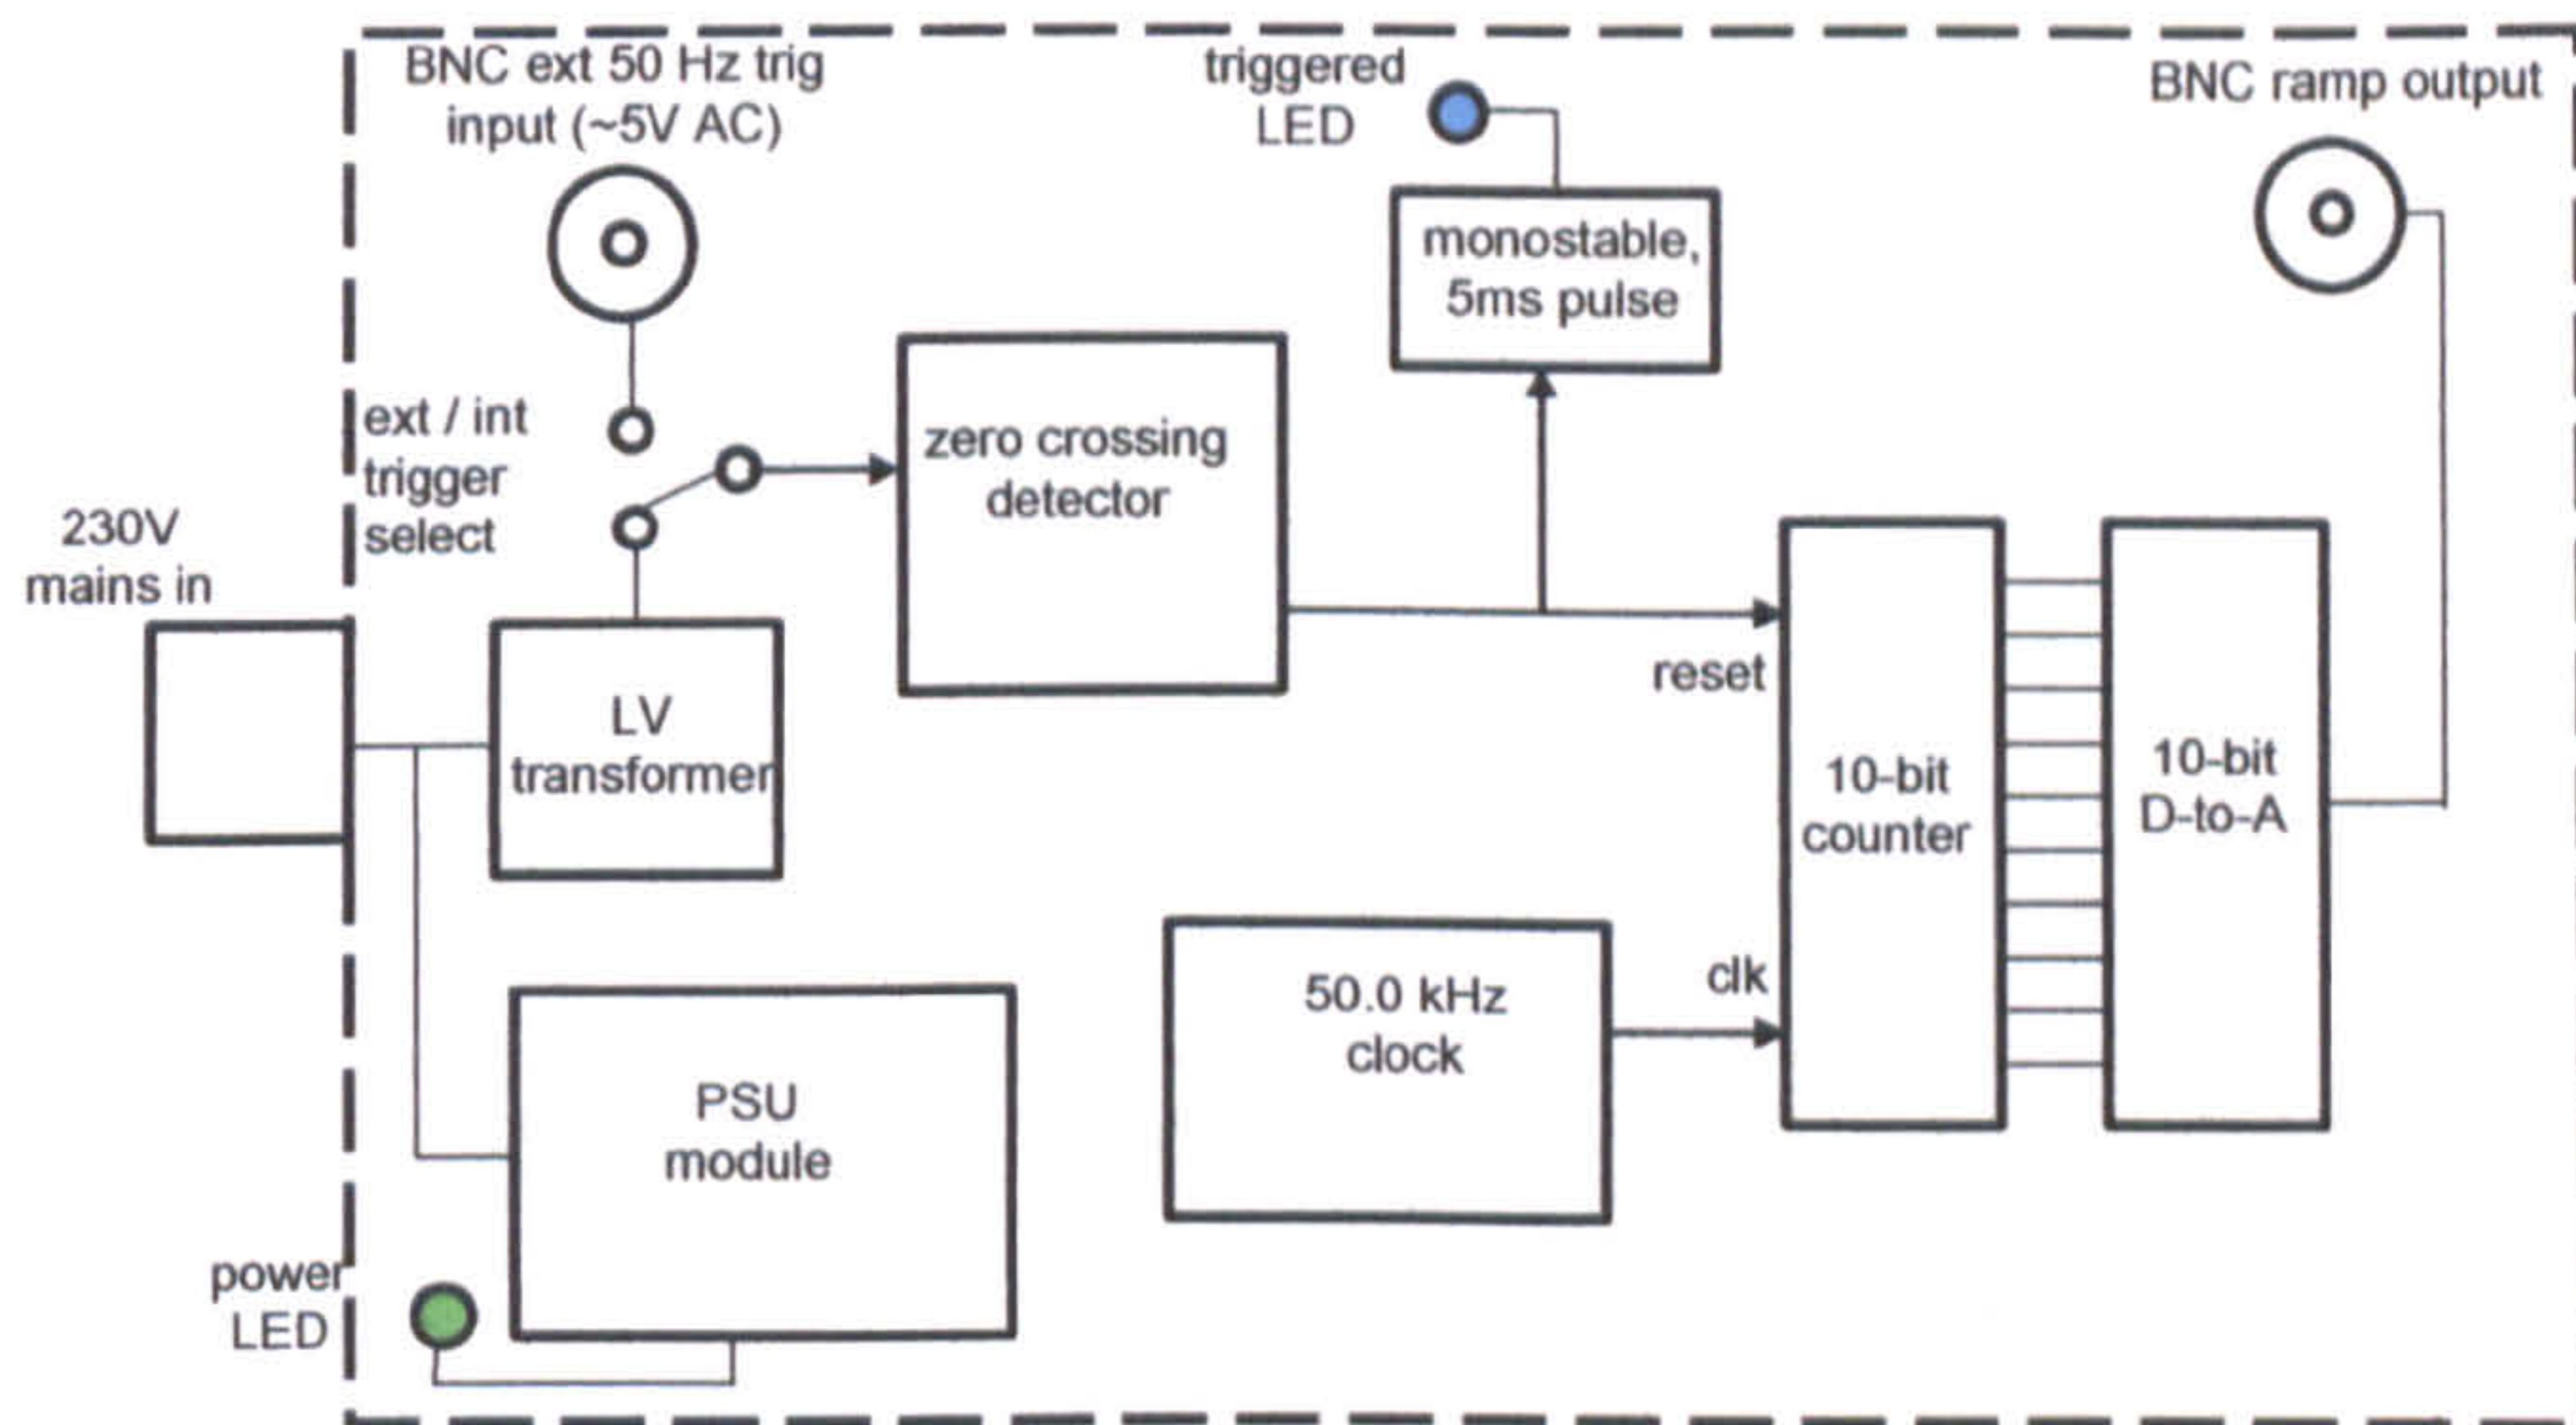 BNC ext 50 Hz trig
input (~5V AC)
triggered
LED
BNC ramp output
monostable,
5ms pulse
ext / int
trigger
select
zero crossing
detector
230V
mains in
LV
transformer
reset
10-bit
counter
10-bit
D-to-A
50.0 kHz
clock
clk
PSU
module
power
LED